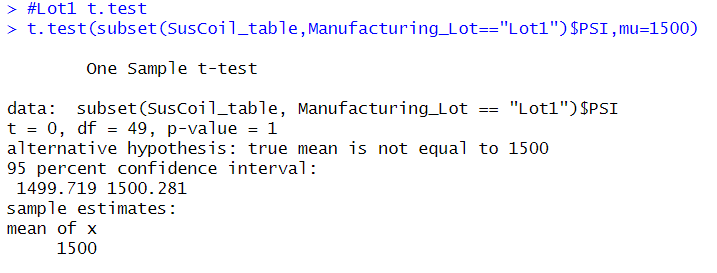 > #Lot1 t.test
> t.test(subset(SusCoil_table,Manufacturing_Lot=="Lot1")$PSI,mu=1500)
One Sample t-test
data:  subset(SusCoil_table, Manufacturing_Lot == "Lot1")$PSI
t = 0, df = 49, p-value = 1
alternative hypothesis: true mean is not equal to 1500
95 percent confidence interval:
1499.719 1500.281
sample estimates:
mean of x
1500